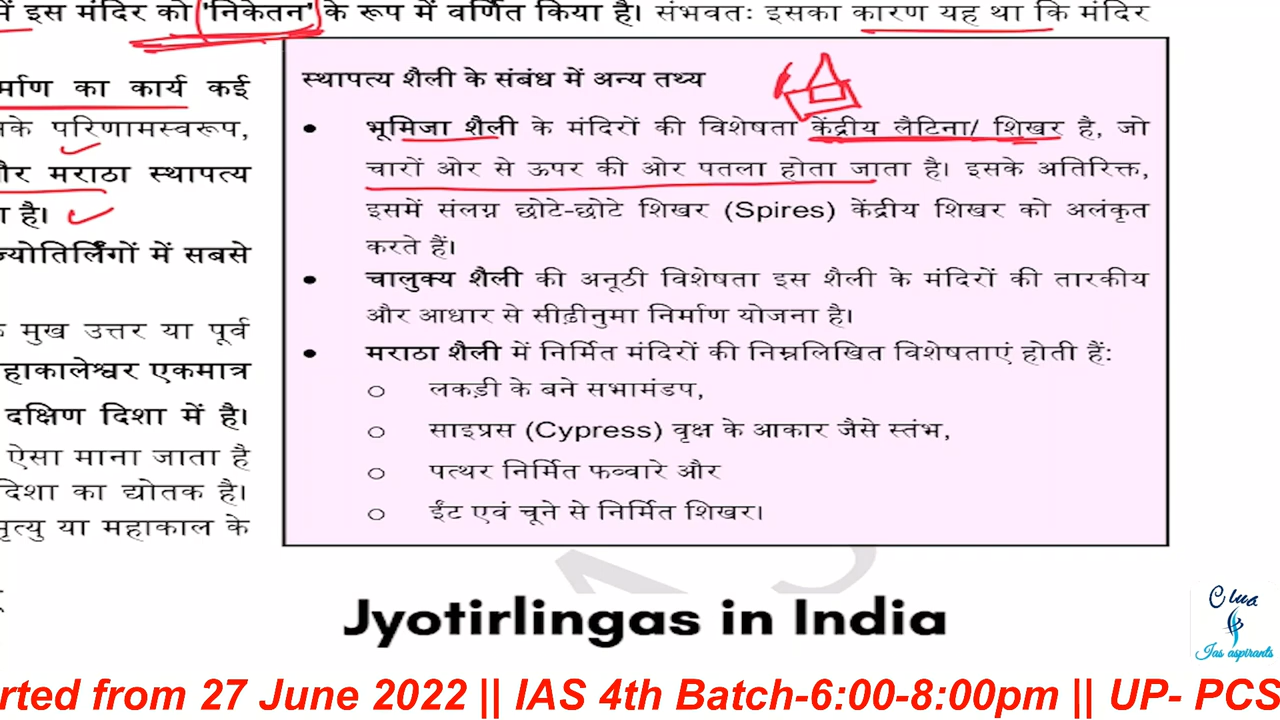 में इस मंदिर को 'निकेतन' के रूप में वर्णित किया है। संभवतः इसका कारण यह था कि मंदिर
र्माण का कार्य कई
सके परिणामस्वरूप,
और मराठा स्थापत्य
ता है।
ज्योतिर्लिंगों में सबसे
के मुख उत्तर या पूर्व
महाकालेश्वर एकमात्र
दक्षिण दिशा में है।
ऐसा माना जाता है
दिशा का द्योतक है।
मृत्यु या महाकाल के
स्थापत्य शैली के संबंध में अन्य तथ्य
• भूमिजा शैली के मंदिरों की विशेषता केंद्रीय लैटिना/ शिखर है, जो
चारों ओर से ऊपर की ओर पतला होता जाता है। इसके अतिरिक्त,
इसमें संलग्न छोटे-छोटे शिखर (Spires) केंद्रीय शिखर को अलंकृत
करते हैं।
• चालुक्य शैली की अनूठी विशेषता इस शैली के मंदिरों की तारकीय
और आधार से सीढ़ीनुमा निर्माण योजना है।
• मराठा शैली में निर्मित मंदिरों की निम्नलिखित विशेषताएं होती हैं:
○ लकड़ी के बने सभामंडप,
○ साइप्रस (Cypress) वृक्ष के आकार जैसे स्तंभ,
○ पत्थर निर्मित फव्वारे और
○ ईंट एवं चूने से निर्मित शिखर।
Jyotirlingas in India
Clue
Ias aspirants
rted from 27 June 2022 || IAS 4th Batch-6:00-8:00pm || UP- PCS